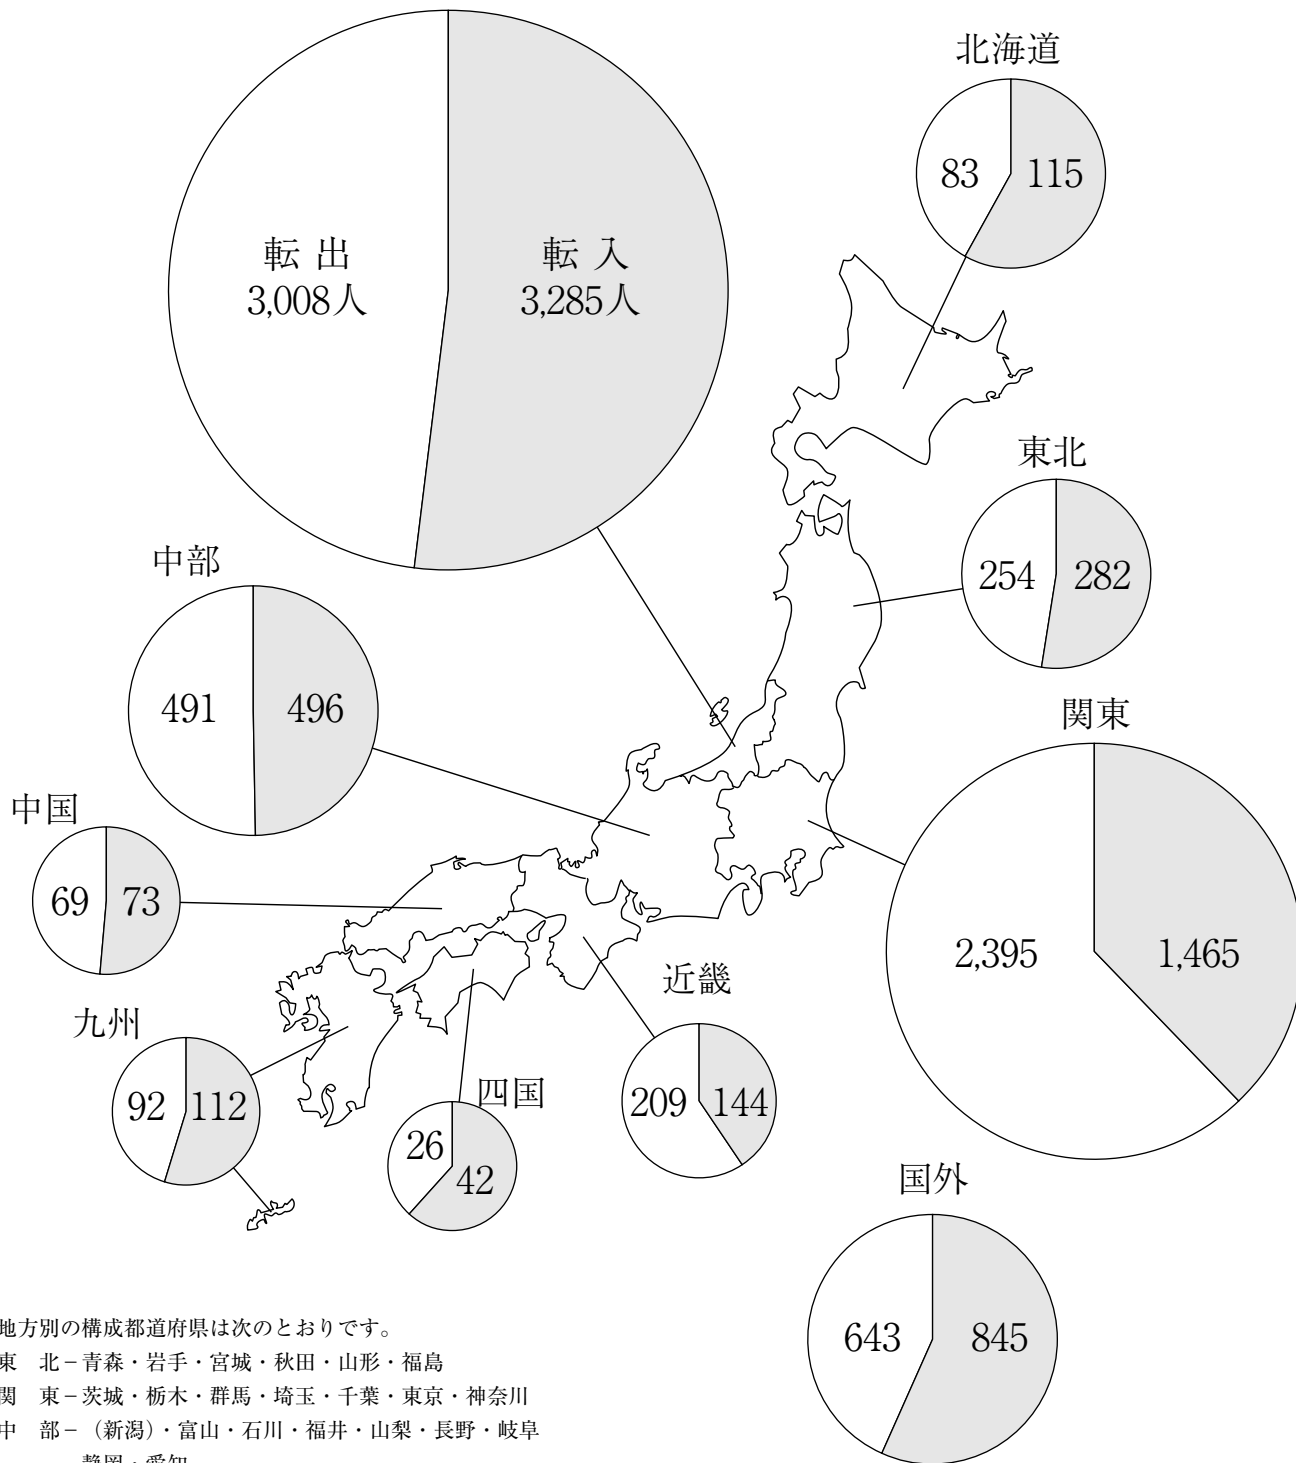 北海道
83
115
転出
3,008人
転入
3,285人
東北
254
282
中部
491
496
関東
2,395
1,465
中国
69
73
近畿
209
144
九州
92
112
四国
26
42
国外
643
845
地方別の構成都道府県は次のとおりです。
東　北－青森・岩手・宮城・秋田・山形・福島
関　東－茨城・栃木・群馬・埼玉・千葉・東京・神奈川
中　部－（新潟）・富山・石川・福井・山梨・長野・岐阜
静岡・愛知